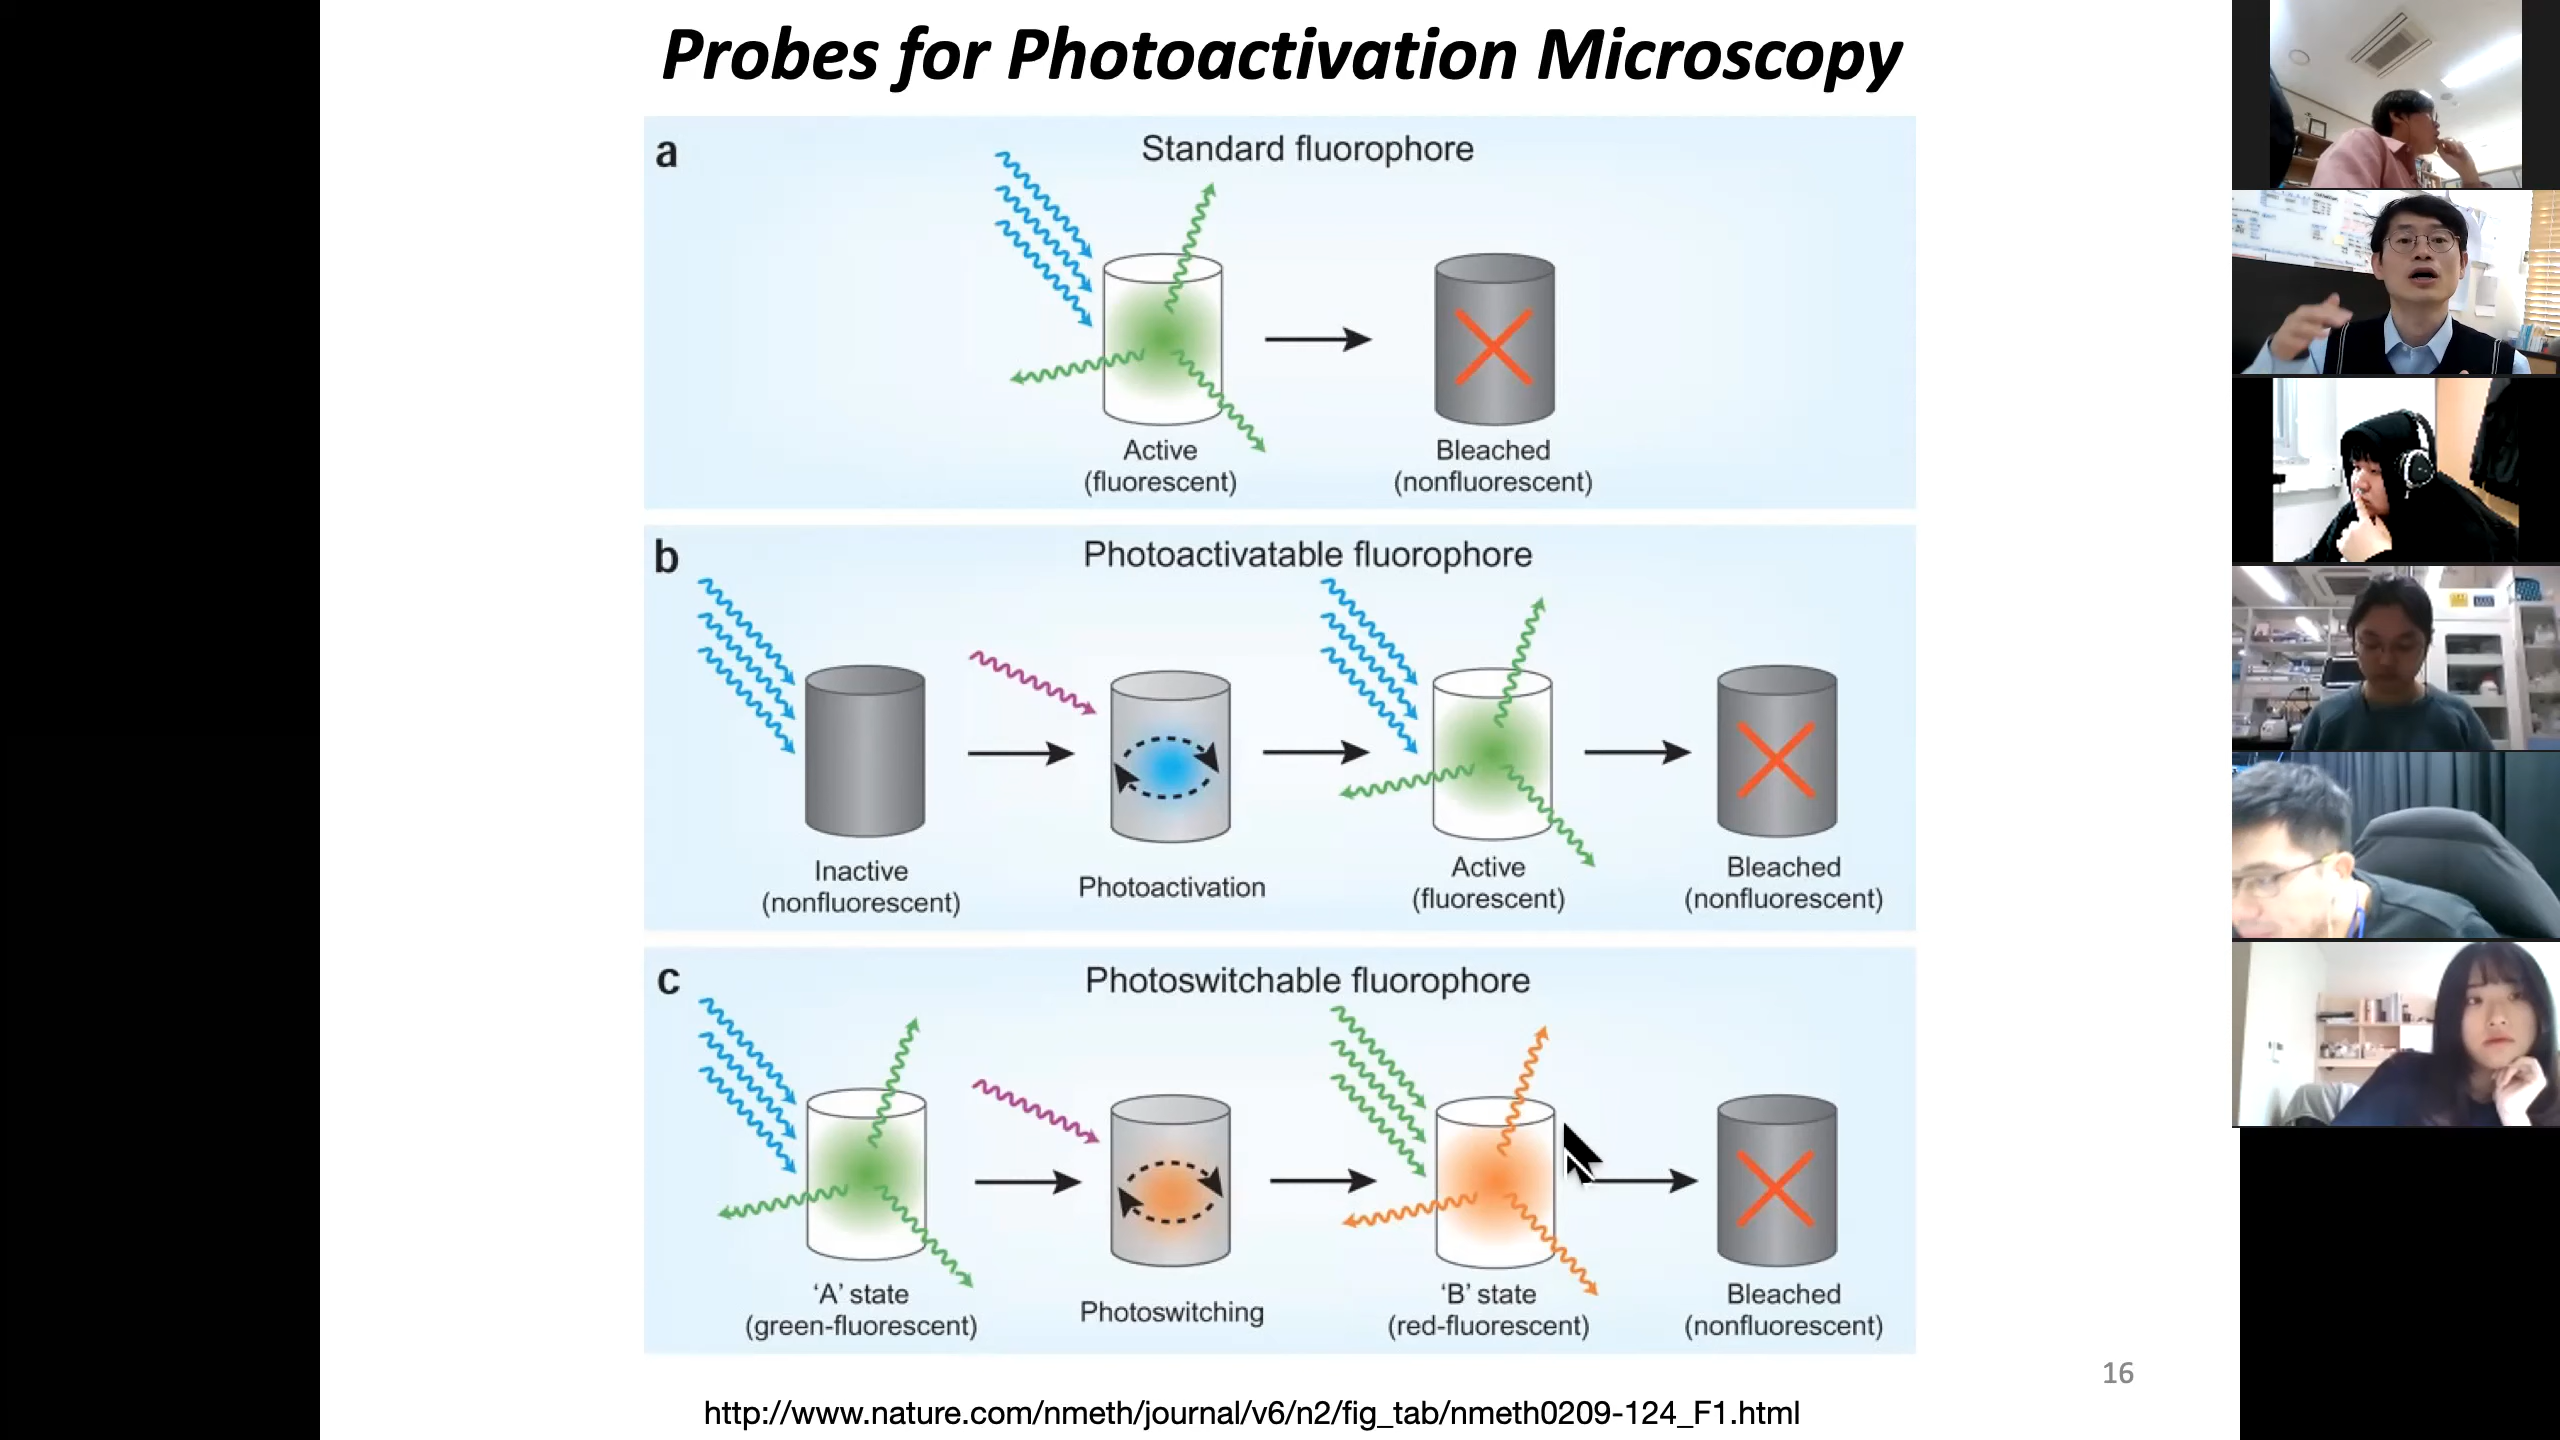 Probes for Photoactivation Microscopy
a
Standard fluorophore
Active
(fluorescent)
Bleached
(nonfluorescent)
b
Photoactivatable fluorophore
Inactive
(nonfluorescent)
Photoactivation
Active
(fluorescent)
Bleached
(nonfluorescent)
c
Photoswitchable fluorophore
‘A’ state
(green-fluorescent)
Photoswitching
‘B’ state
(red-fluorescent)
Bleached
(nonfluorescent)
16
http://www.nature.com/nmeth/journal/v6/n2/fig_tab/nmeth0209-124_F1.html